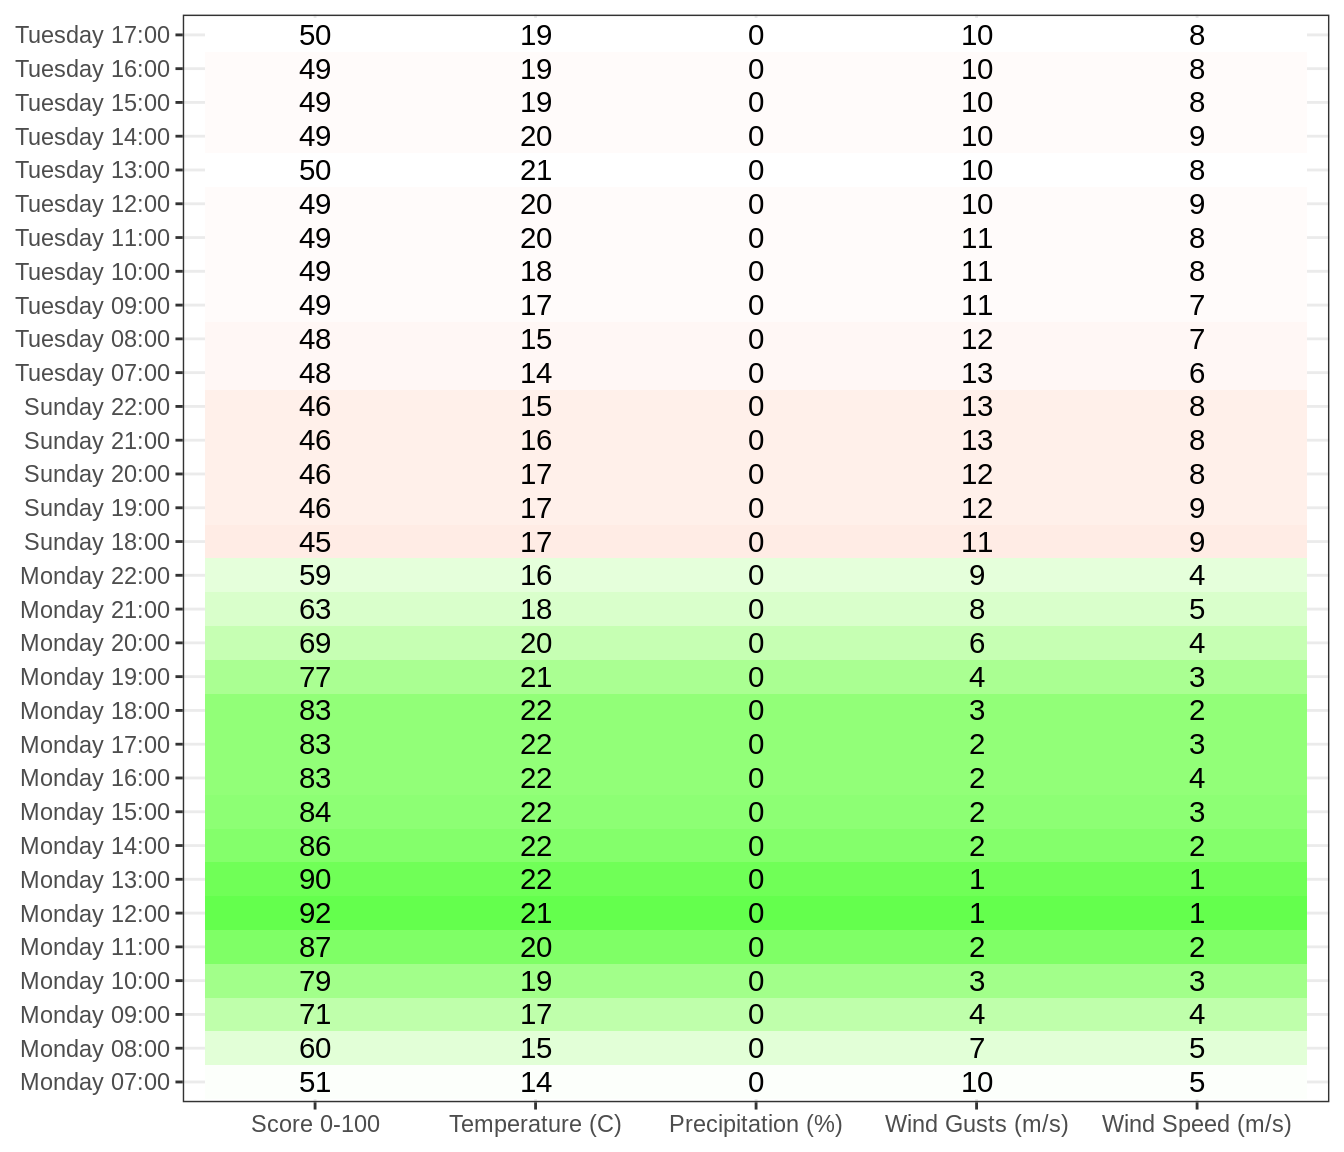 Tuesday 17:00 50 19 0 10 8
Tuesday 16:00 49 19 0 10 8
Tuesday 15:00 49 19 0 10 8
Tuesday 14:00 49 20 0 10 9
Tuesday 13:00 50 21 0 10 8
Tuesday 12:00 49 20 0 10 9
Tuesday 11:00 49 20 0 11 8
Tuesday 10:00 49 18 0 11 8
Tuesday 09:00 49 17 0 11 7
Tuesday 08:00 48 15 0 12 7
Tuesday 07:00 48 14 0 13 6
Sunday 22:00 46 15 0 13 8
Sunday 21:00 46 16 0 13 8
Sunday 20:00 46 17 0 12 8
Sunday 19:00 46 17 0 12 9
Sunday 18:00 45 17 0 11 9
Monday 22:00 59 16 0 9 4
Monday 21:00 63 18 0 8 5
Monday 20:00 69 20 0 6 4
Monday 19:00 77 21 0 4 3
Monday 18:00 83 22 0 3 2
Monday 17:00 83 22 0 2 3
Monday 16:00 83 22 0 2 4
Monday 15:00 84 22 0 2 3
Monday 14:00 86 22 0 2 2
Monday 13:00 90 22 0 1 1
Monday 12:00 92 21 0 1 1
Monday 11:00 87 20 0 2 2
Monday 10:00 79 19 0 3 3
Monday 09:00 71 17 0 4 4
Monday 08:00 60 15 0 7 5
Monday 07:00 51 14 0 10 5
Score 0-100 Temperature (C) Precipitation (%) Wind Gusts (m/s) Wind Speed (m/s)